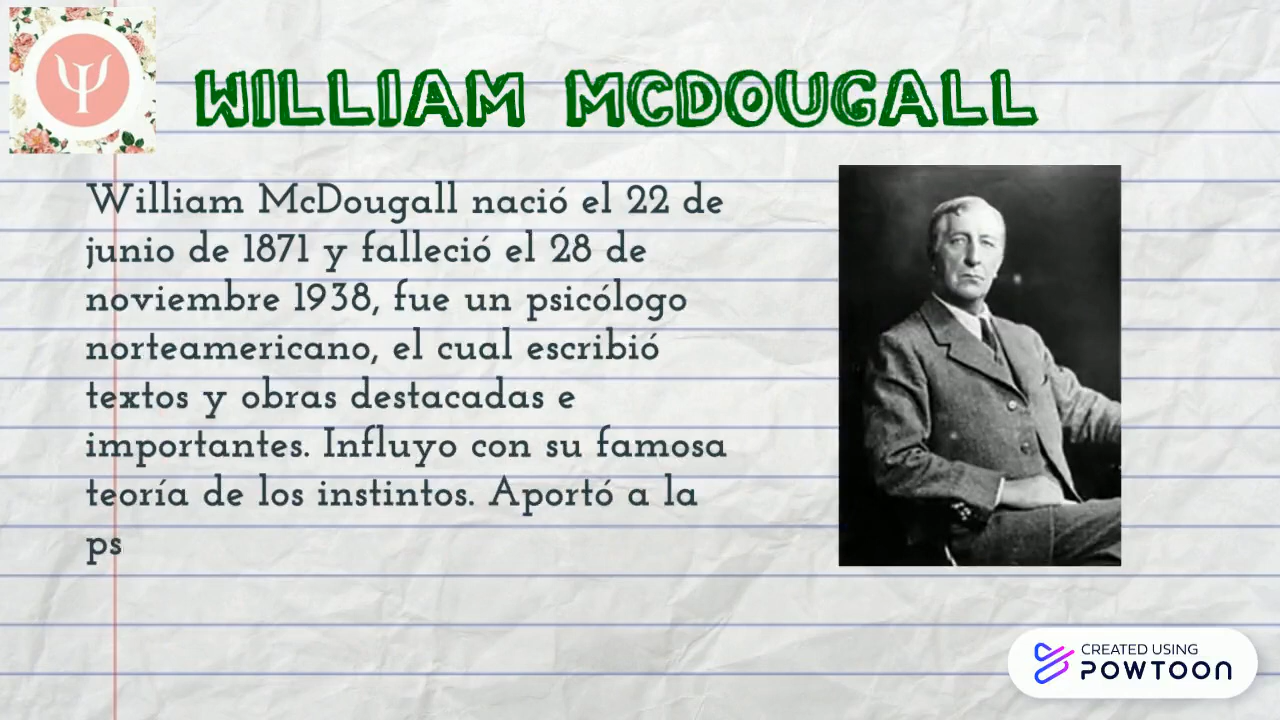 WILLIAM MCDOUGALL
William McDougall nació el 22 de
junio de 1871 y falleció el 28 de
noviembre 1938, fue un psicólogo
norteamericano, el cual escribió
textos y obras destacadas e
importantes. Influyo con su famosa
teoría de los instintos. Aportó a la
ps
CREATED USING
POWTOON